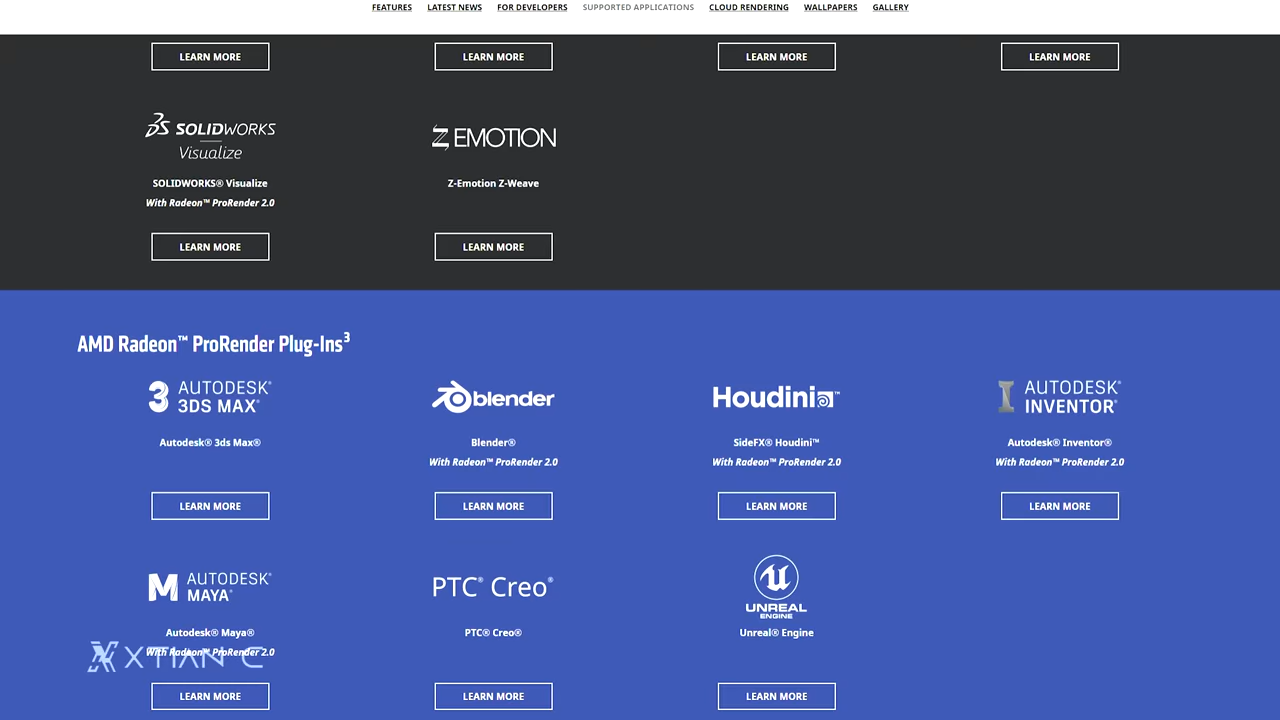 FEATURES LATEST NEWS FOR DEVELOPERS SUPPORTED APPLICATIONS CLOUD RENDERING WALLPAPERS GALLERY
LEARN MORE LEARN MORE LEARN MORE LEARN MORE
SOLIDWORKS
Visualize
Z EMOTION
SOLIDWORKS® Visualize
With Radeon™ ProRender 2.0
Z-Emotion Z-Weave
LEARN MORE LEARN MORE
AMD Radeon™ ProRender Plug-Ins³
3 AUTODESK®
3DS MAX®
blender
Houdini™
I AUTODESK®
INVENTOR®
Autodesk® 3ds Max®
Blender®
With Radeon™ ProRender 2.0
SideFX® Houdini™
With Radeon™ ProRender 2.0
Autodesk® Inventor®
With Radeon™ ProRender 2.0
LEARN MORE LEARN MORE LEARN MORE LEARN MORE
M AUTODESK®
MAYA®
PTC® Creo®
UNREAL
ENGINE
Autodesk® Maya®
With Radeon™ ProRender 2.0
XTIAN C
PTC® Creo®
Unreal® Engine
LEARN MORE LEARN MORE LEARN MORE